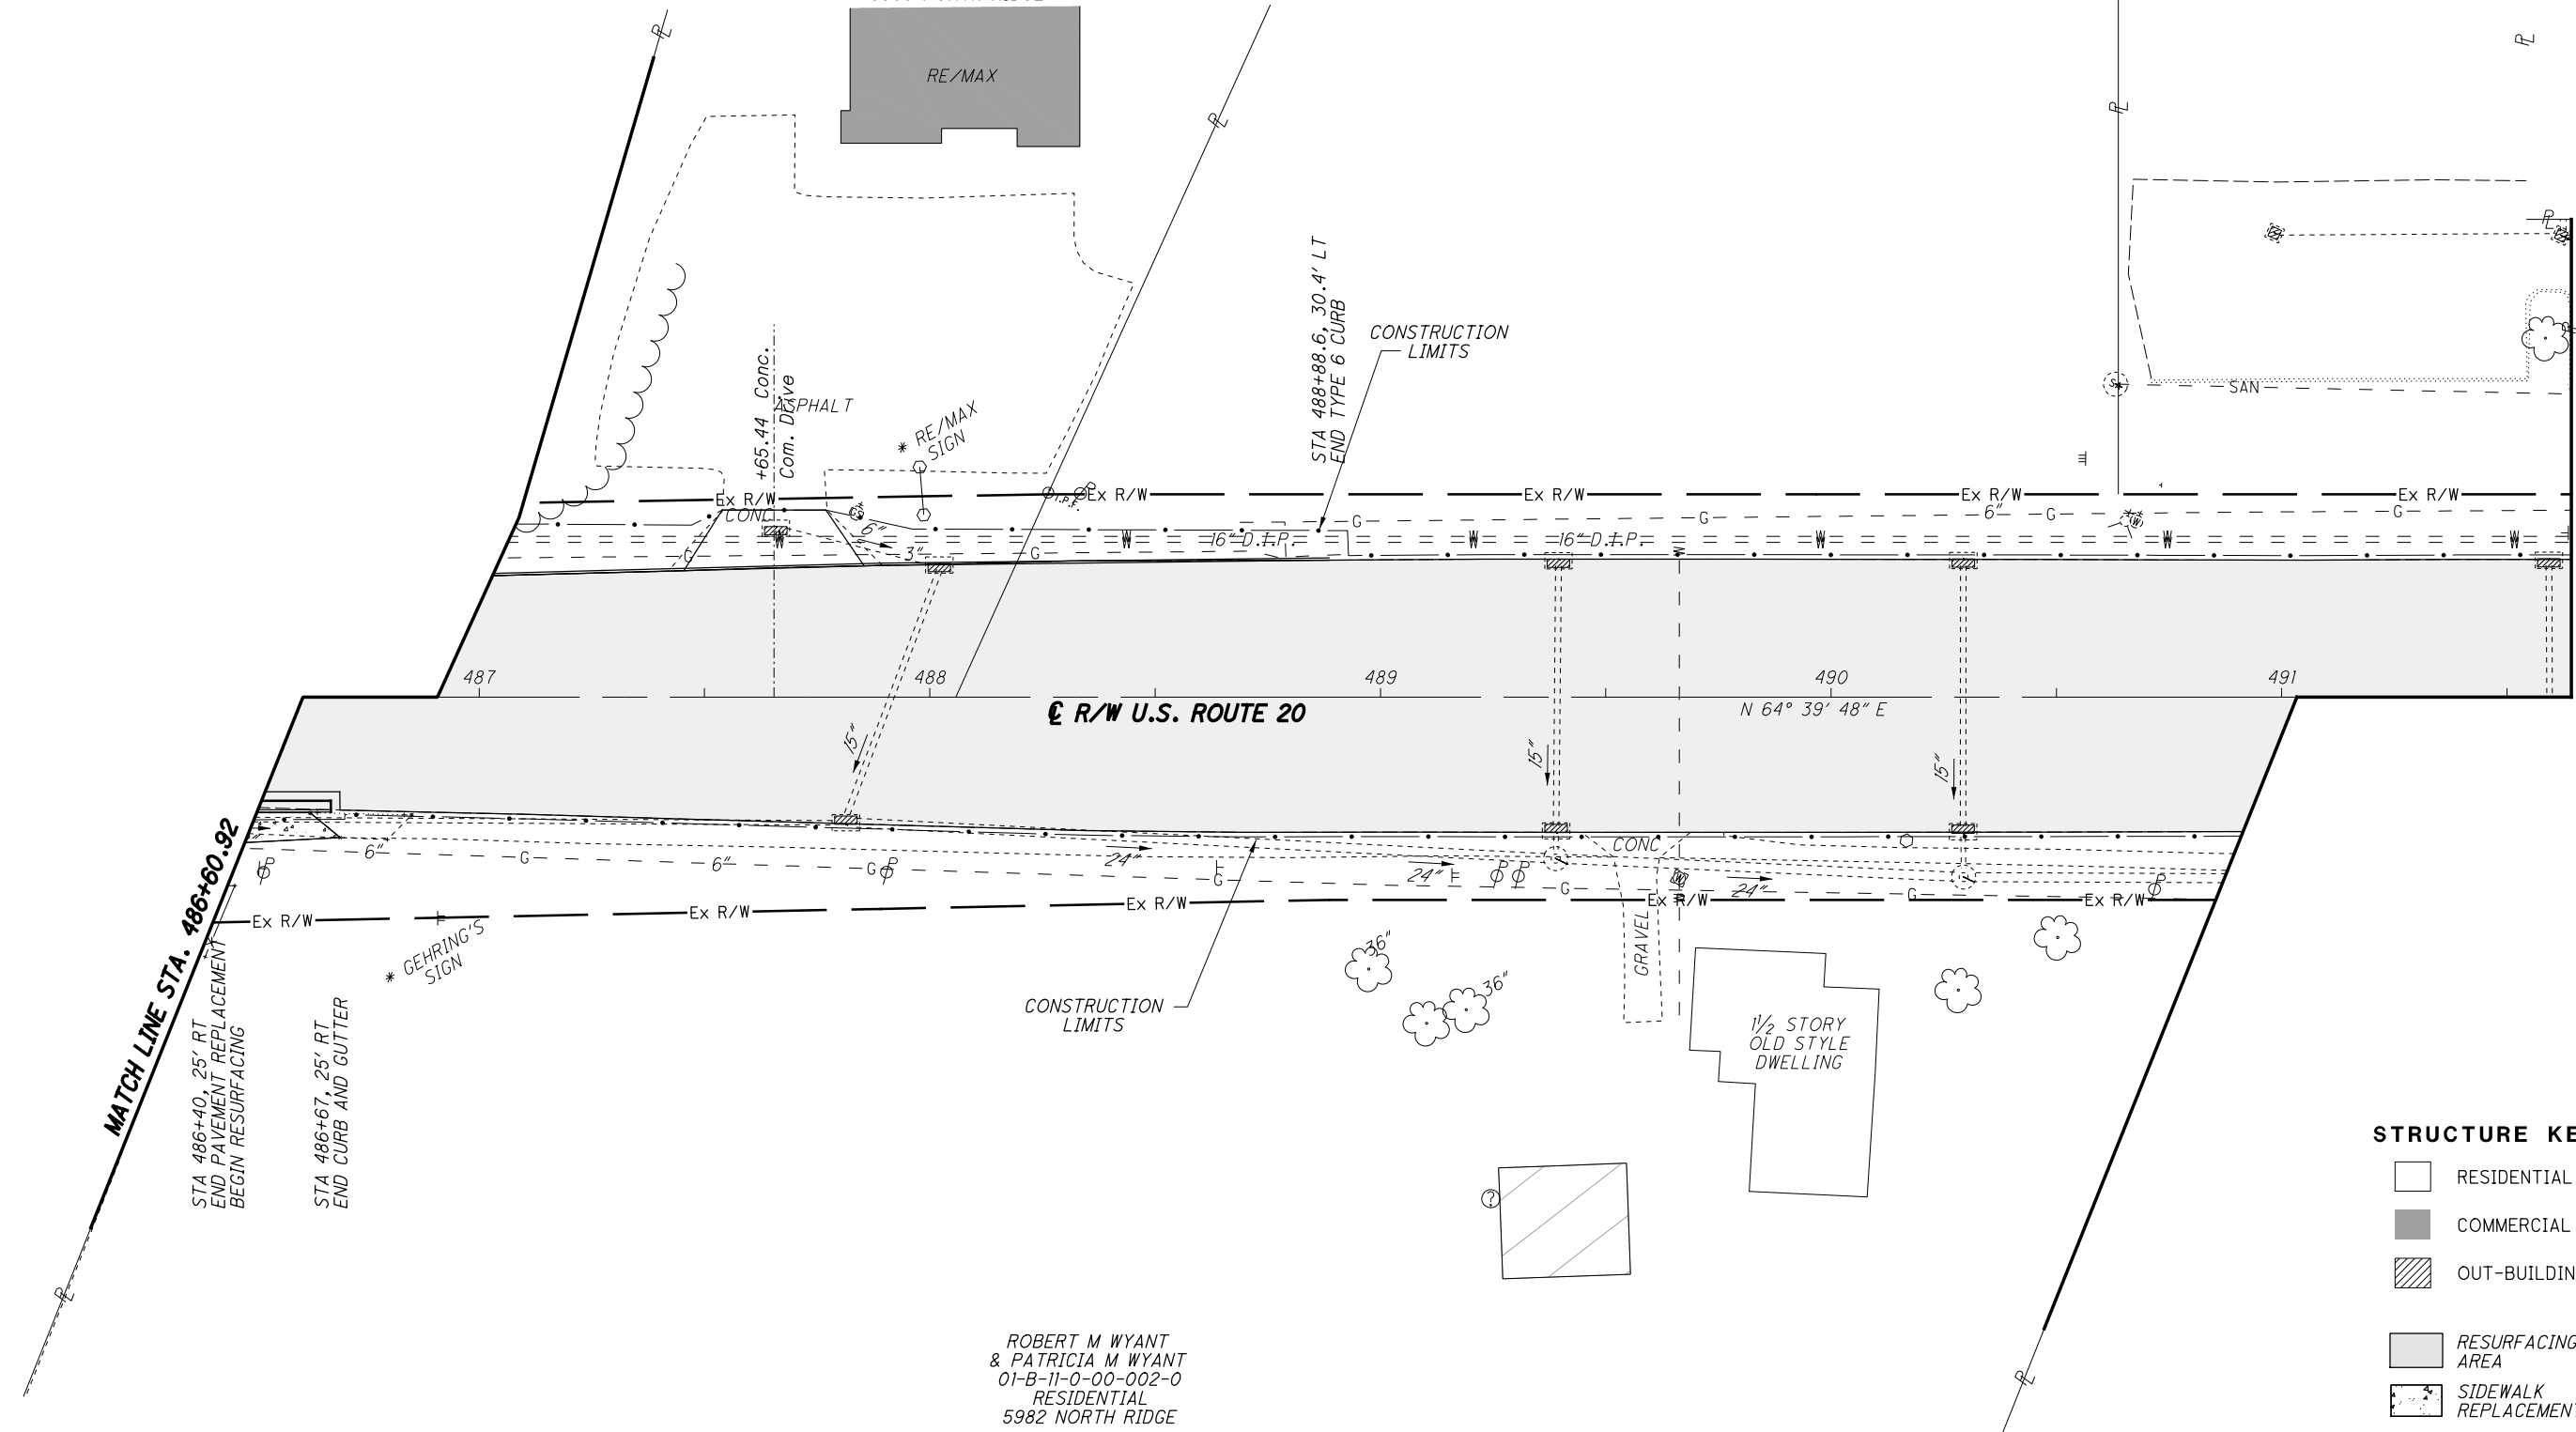 RE/MAX
STA 488+88.6, 30.4' LT
END TYPE 6 CURB
CONSTRUCTION
LIMITS
+65.44 Conc.
Com. Drive
ASPHALT
* RE/MAX
SIGN
SAN
Ex R/W
I.P.F.
Ex R/W
Ex R/W
Ex R/W
Ex R/W
CONC
GS
6"
G
6"
G
G
G
W
W
16" D.I.P.
W
16" D.I.P.
W
W
W
W
G
3"
G
487
488
489
490
491
℄ R/W U.S. ROUTE 20
N 64° 39' 48" E
15"
15"
15"
MATCH LINE STA. 486+60.92
6"
G
6"
G
24"
G
24"
G
CONC
24"
G
P
P
P
P
P
W
Ex R/W
Ex R/W
Ex R/W
Ex R/W
Ex R/W
* GEHRING'S
SIGN
GRAVEL
36"
36"
STA 486+40, 25' RT
END PAVEMENT REPLACEMENT
BEGIN RESURFACING
STA 486+67, 25' RT
END CURB AND GUTTER
CONSTRUCTION
LIMITS
1½ STORY
OLD STYLE
DWELLING
?
ROBERT M WYANT
& PATRICIA M WYANT
01-B-11-0-00-002-0
RESIDENTIAL
5982 NORTH RIDGE
STRUCTURE KE
RESIDENTIAL
COMMERCIAL
OUT-BUILDIN
RESURFACING
AREA
SIDEWALK
REPLACEMENT